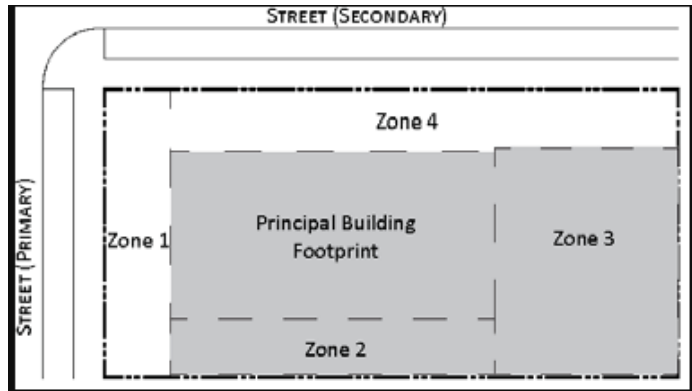 STREET (SECONDARY)
Zone 4
STREET (PRIMARY)
Zone 1
Principal Building
Footprint
Zone 3
Zone 2